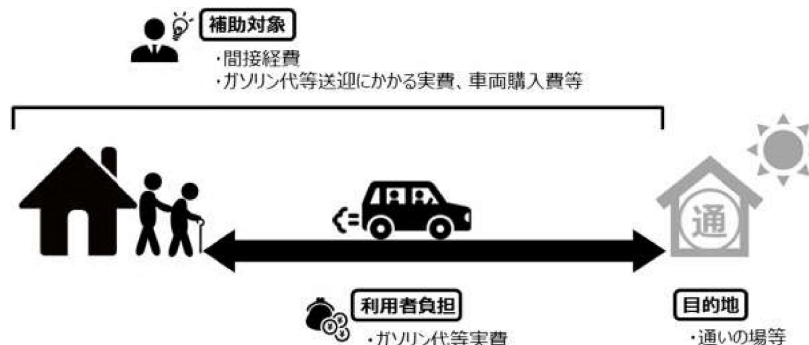 補助対象
・間接経費
・ガソリン代等送迎にかかる実費、車両購入費等
通
利用者負担
・ガソリン代等実費
目的地
・通いの場等